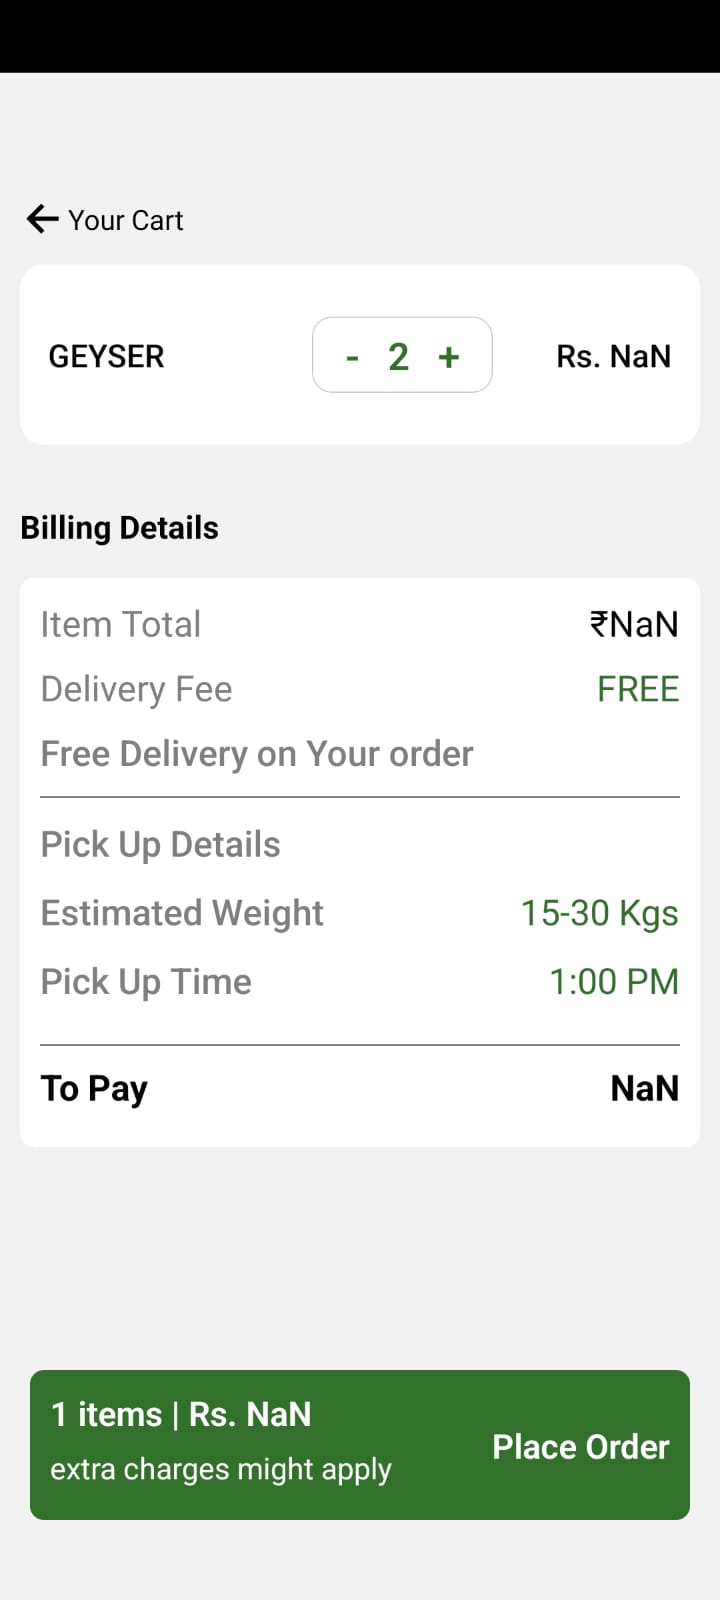 Your Cart
GEYSER - 2 + Rs. NaN
Billing Details
Item Total ₹NaN
Delivery Fee FREE
Free Delivery on Your order
Pick Up Details
Estimated Weight 15-30 Kgs
Pick Up Time 1:00 PM
To Pay NaN
1 items | Rs. NaN
extra charges might apply
Place Order